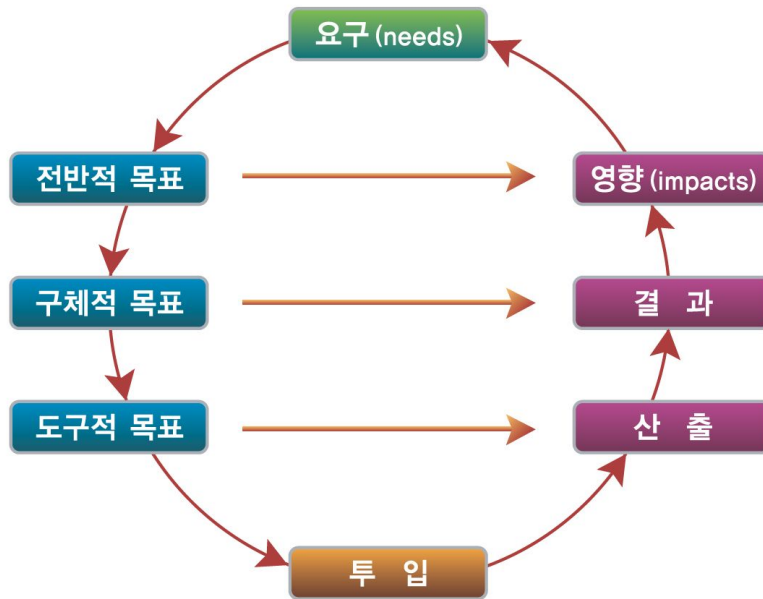 요구 (needs)
전반적 목표
영향 (impacts)
구체적 목표
결 과
도구적 목표
산 출
투 입